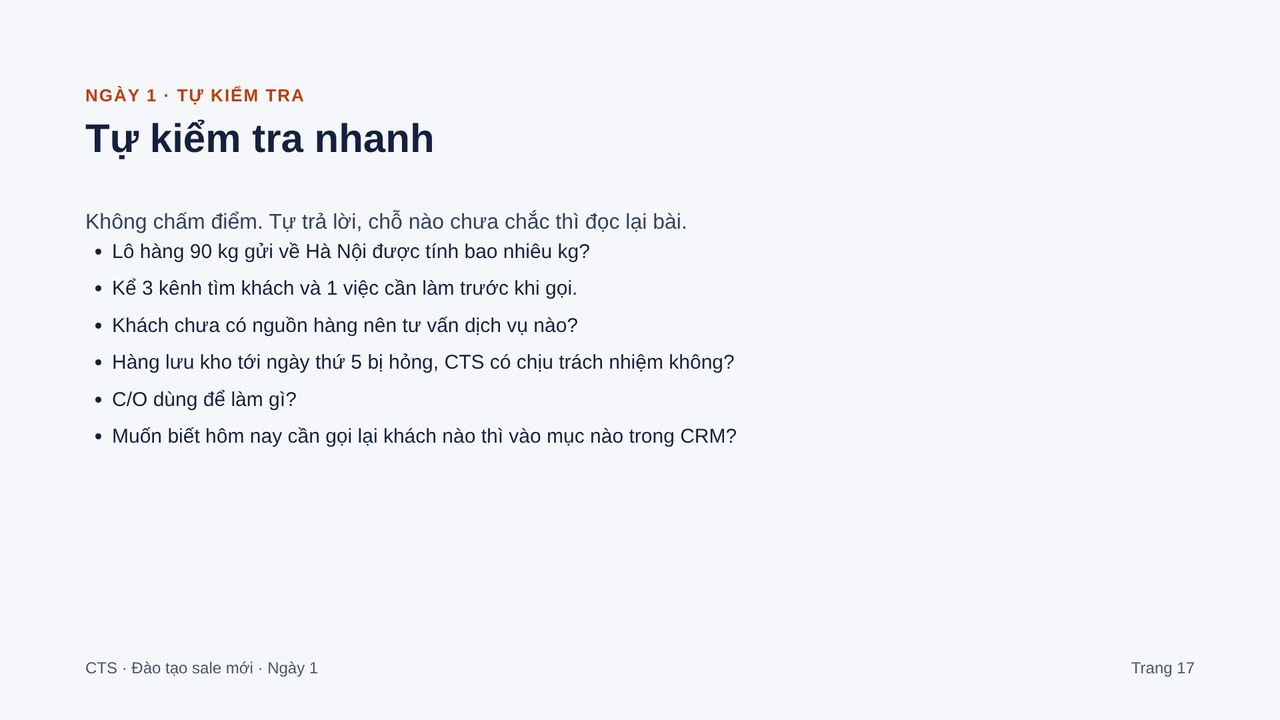 NGÀY 1 · TỰ KIỂM TRA
Tự kiểm tra nhanh
Không chấm điểm. Tự trả lời, chỗ nào chưa chắc thì đọc lại bài.
• Lô hàng 90 kg gửi về Hà Nội được tính bao nhiêu kg?
• Kể 3 kênh tìm khách và 1 việc cần làm trước khi gọi.
• Khách chưa có nguồn hàng nên tư vấn dịch vụ nào?
• Hàng lưu kho tới ngày thứ 5 bị hỏng, CTS có chịu trách nhiệm không?
• C/O dùng để làm gì?
• Muốn biết hôm nay cần gọi lại khách nào thì vào mục nào trong CRM?
CTS · Đào tạo sale mới · Ngày 1
Trang 17